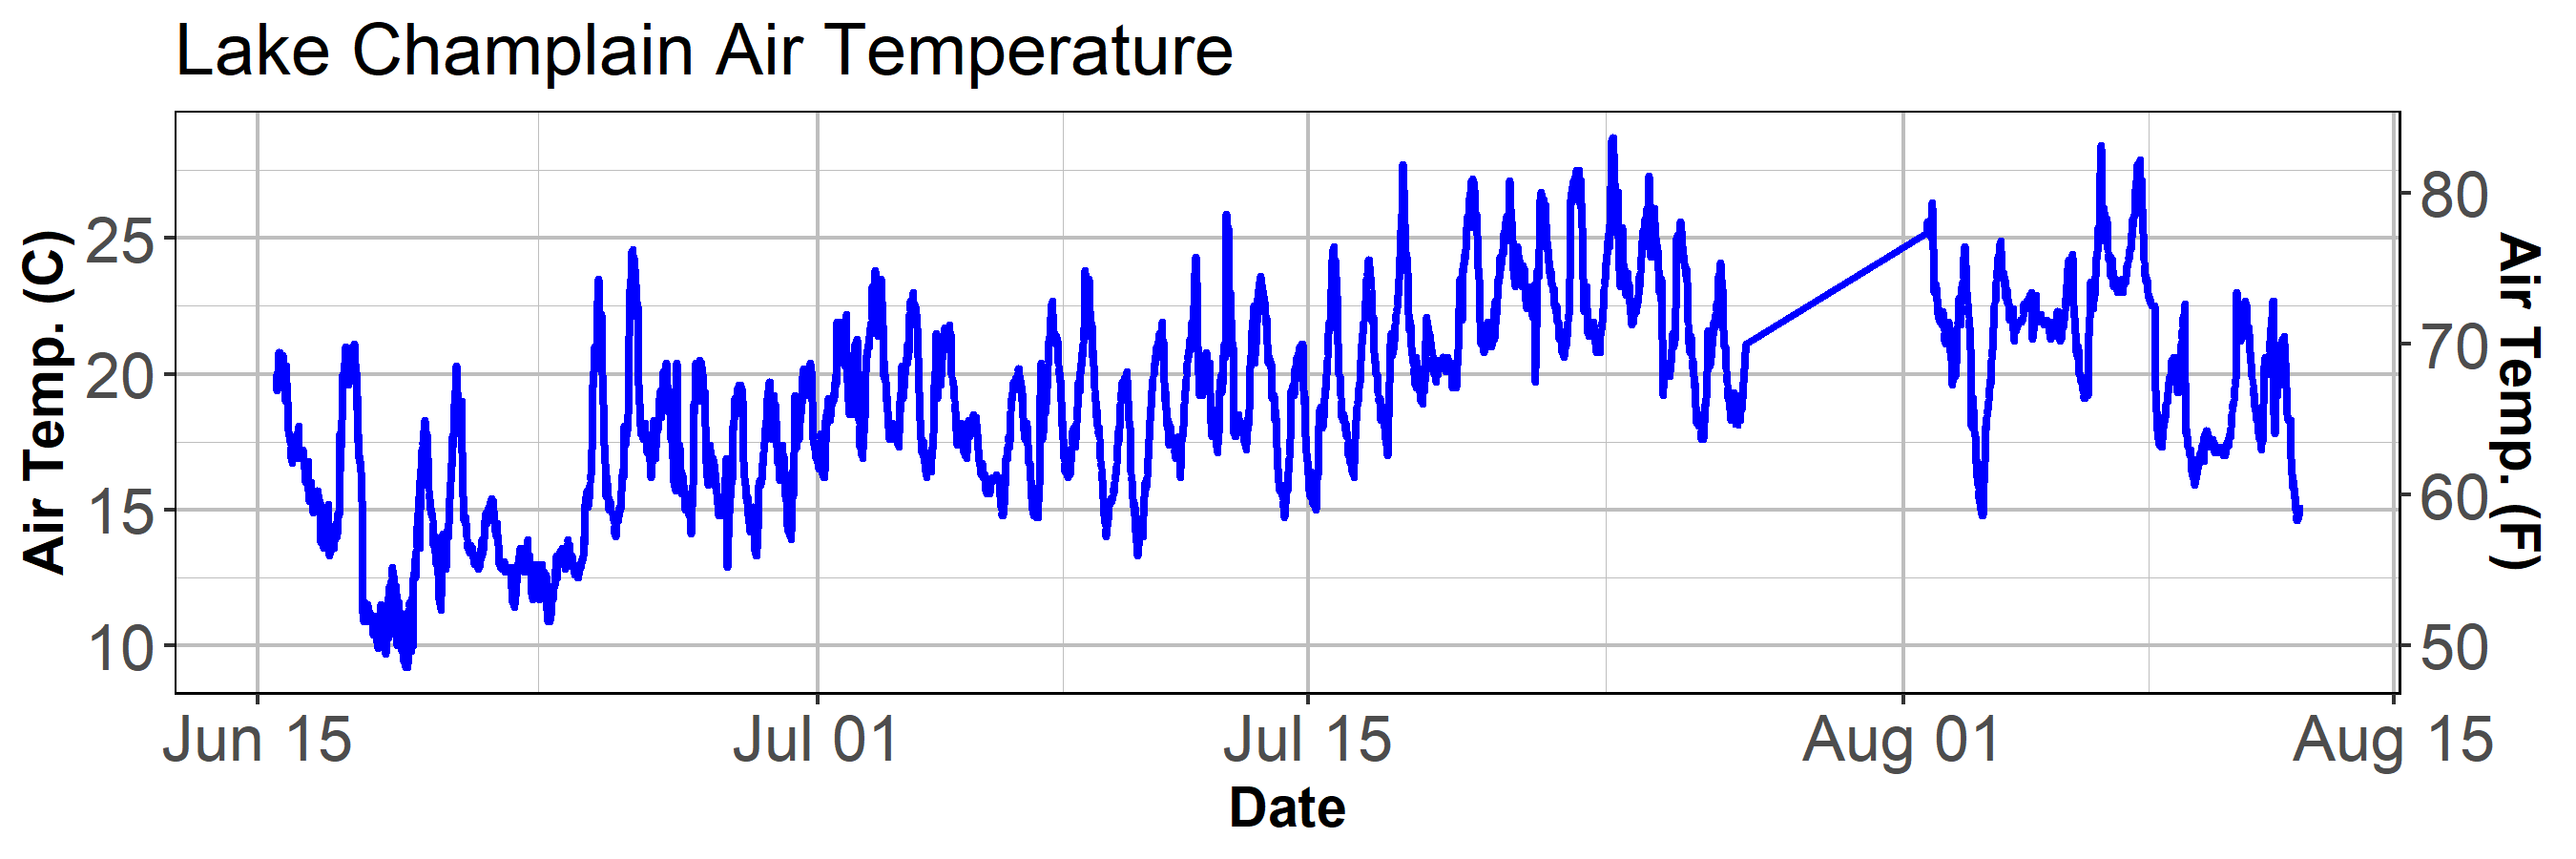 Lake Champlain Air Temperature
Air Temp. (C)
25
20
15
10
80
70
60
50
Air Temp. (F)
Jun 15
Jul 01
Jul 15
Aug 01
Aug 15
Date